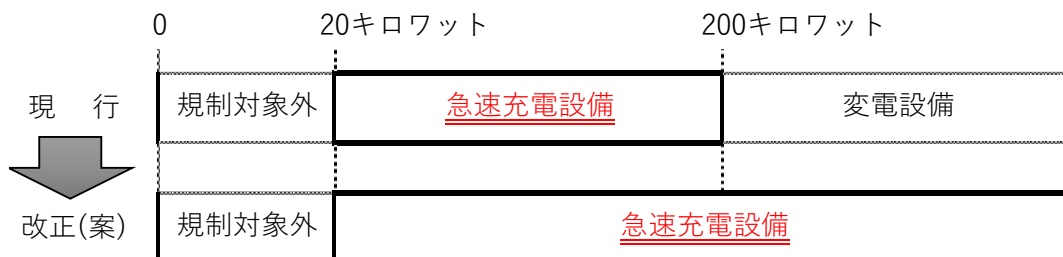 0 20キロワット 200キロワット
現 行 規制対象外 急速充電設備 変電設備
改正(案) 規制対象外 急速充電設備